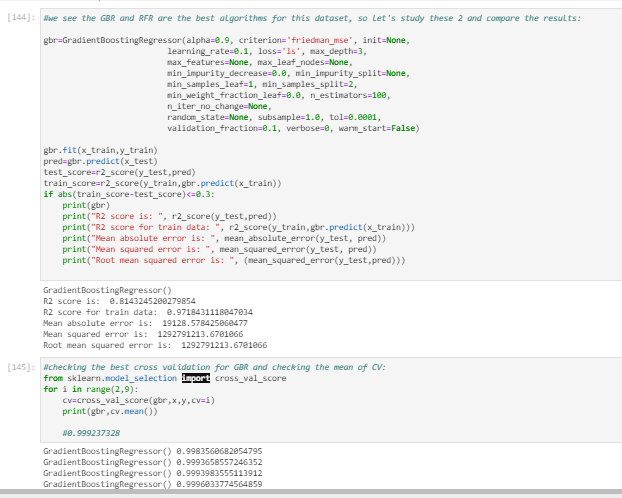 [144]: #we see the GBR and RFR are the best algorithms for this dataset, so let's study these 2 and compare the results:
gbr=GradientBoostingRegressor(alpha=0.9, criterion='friedman_mse', init=None,
learning_rate=0.1, loss='ls', max_depth=3,
max_features=None, max_leaf_nodes=None,
min_impurity_decrease=0.0, min_impurity_split=None,
min_samples_leaf=1, min_samples_split=2,
min_weight_fraction_leaf=0.0, n_estimators=100,
n_iter_no_change=None,
random_state=None, subsample=1.0, tol=0.0001,
validation_fraction=0.1, verbose=0, warm_start=False)
gbr.fit(x_train,y_train)
pred=gbr.predict(x_test)
test_score=r2_score(y_test,pred)
train_score=r2_score(y_train,gbr.predict(x_train))
if abs(train_score-test_score)<=0.3:
print(gbr)
print("R2 score is: ", r2_score(y_test,pred))
print("R2 score for train data: ", r2_score(y_train,gbr.predict(x_train)))
print("Mean absolute error is: ", mean_absolute_error(y_test, pred))
print("Mean squared error is: ", mean_squared_error(y_test, pred))
print("Root mean squared error is: ", (mean_squared_error(y_test,pred)))
GradientBoostingRegressor()
R2 score is:  0.8143245200279854
R2 score for train data:  0.9718431118047034
Mean absolute error is:  19128.578425060477
Mean squared error is:  1292791213.6701066
Root mean squared error is:  1292791213.6701066
[145]: #checking the best cross validation for GBR and checking the mean of CV:
from sklearn.model_selection import cross_val_score
for i in range(2,9):
cv=cross_val_score(gbr,x,y,cv=i)
print(gbr,cv.mean())
#0.999237328
GradientBoostingRegressor() 0.9983560682054795
GradientBoostingRegressor() 0.9993658557246352
GradientBoostingRegressor() 0.9993983555113912
GradientBoostingRegressor() 0.9996033774564859